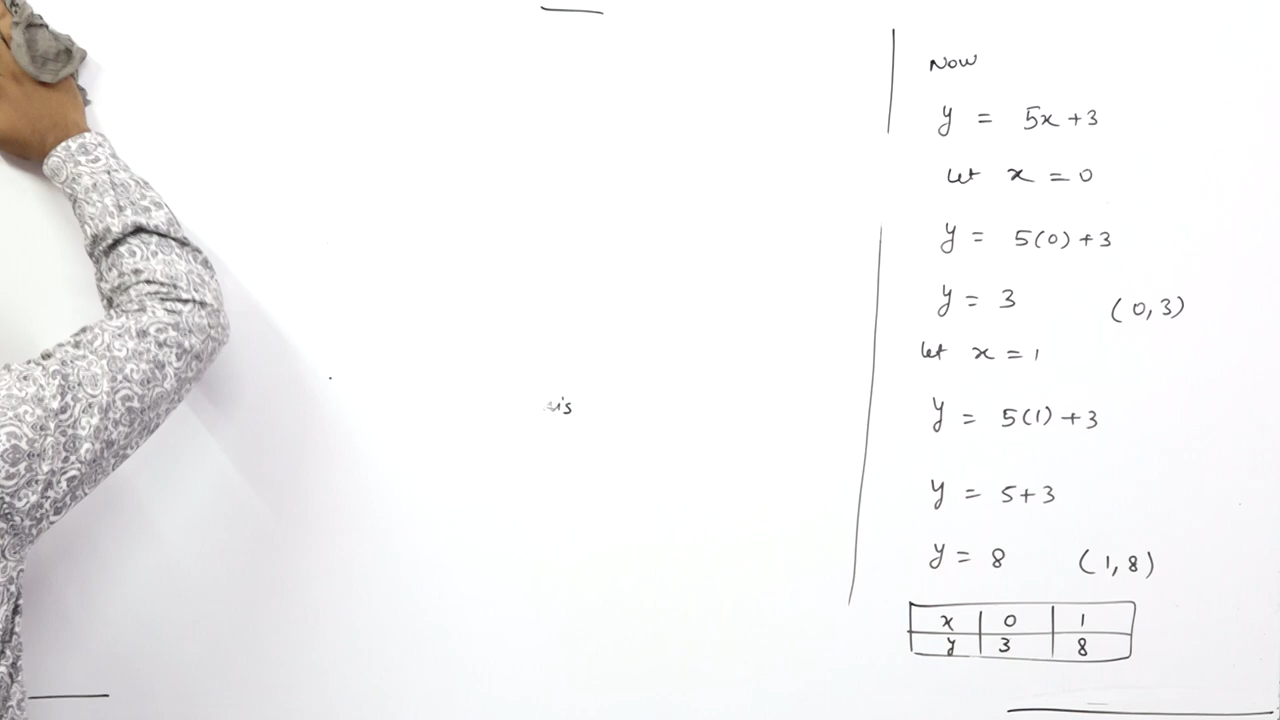 Now
y = 5x + 3
Let x = 0
y = 5(0) + 3
y = 3 (0,3)
Let x = 1
y = 5(1) + 3
y = 5+3
y = 8 (1,8)
x 0 1
y 3 8